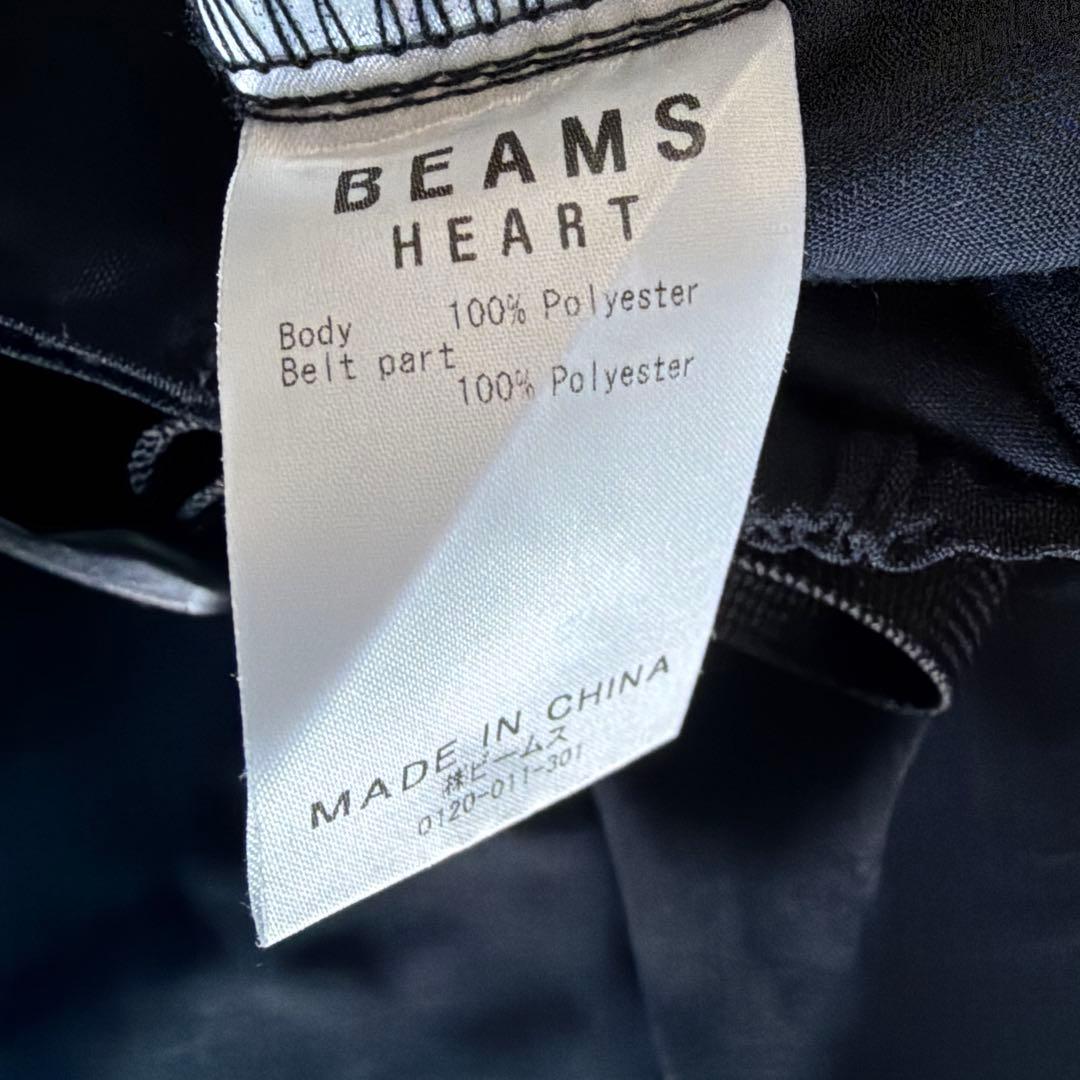 BEAMS
HEART
Body 100% Polyester
Belt part
100% Polyester
MADE IN CHINA
㈱ビームス
0120-011-301